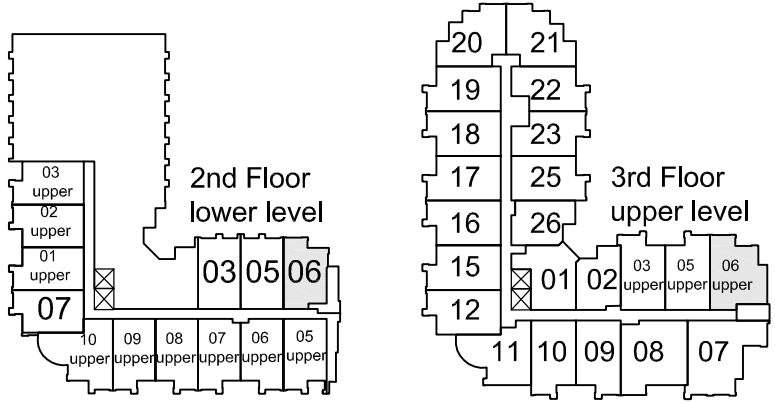 2nd Floor
lower level
03
upper
02
upper
01
upper
07
03
05
06
10
upper
09
upper
08
upper
07
upper
06
upper
05
upper
3rd Floor
upper level
20
21
19
22
18
23
17
25
16
26
15
12
01
02
03
upper
05
upper
06
upper
11
10
09
08
07